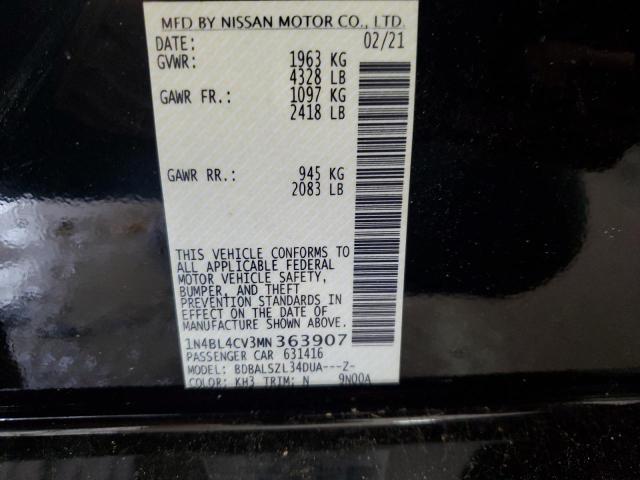 MFD BY NISSAN MOTOR CO., LTD.
DATE: 02/21
GVWR: 1963 KG
4328 LB
GAWR FR.: 1097 KG
2418 LB
GAWR RR.: 945 KG
2083 LB
THIS VEHICLE CONFORMS TO
ALL APPLICABLE FEDERAL
MOTOR VEHICLE SAFETY,
BUMPER, AND THEFT
PREVENTION STANDARDS IN
EFFECT ON THE DATE OF
MANUFACTURE SHOWN ABOVE.
1N4BL4CV3MN363907
PASSENGER CAR 631416
MODEL: BDBALSZL34DUA---Z-
COLOR: KH3 TRIM: N 9N00A